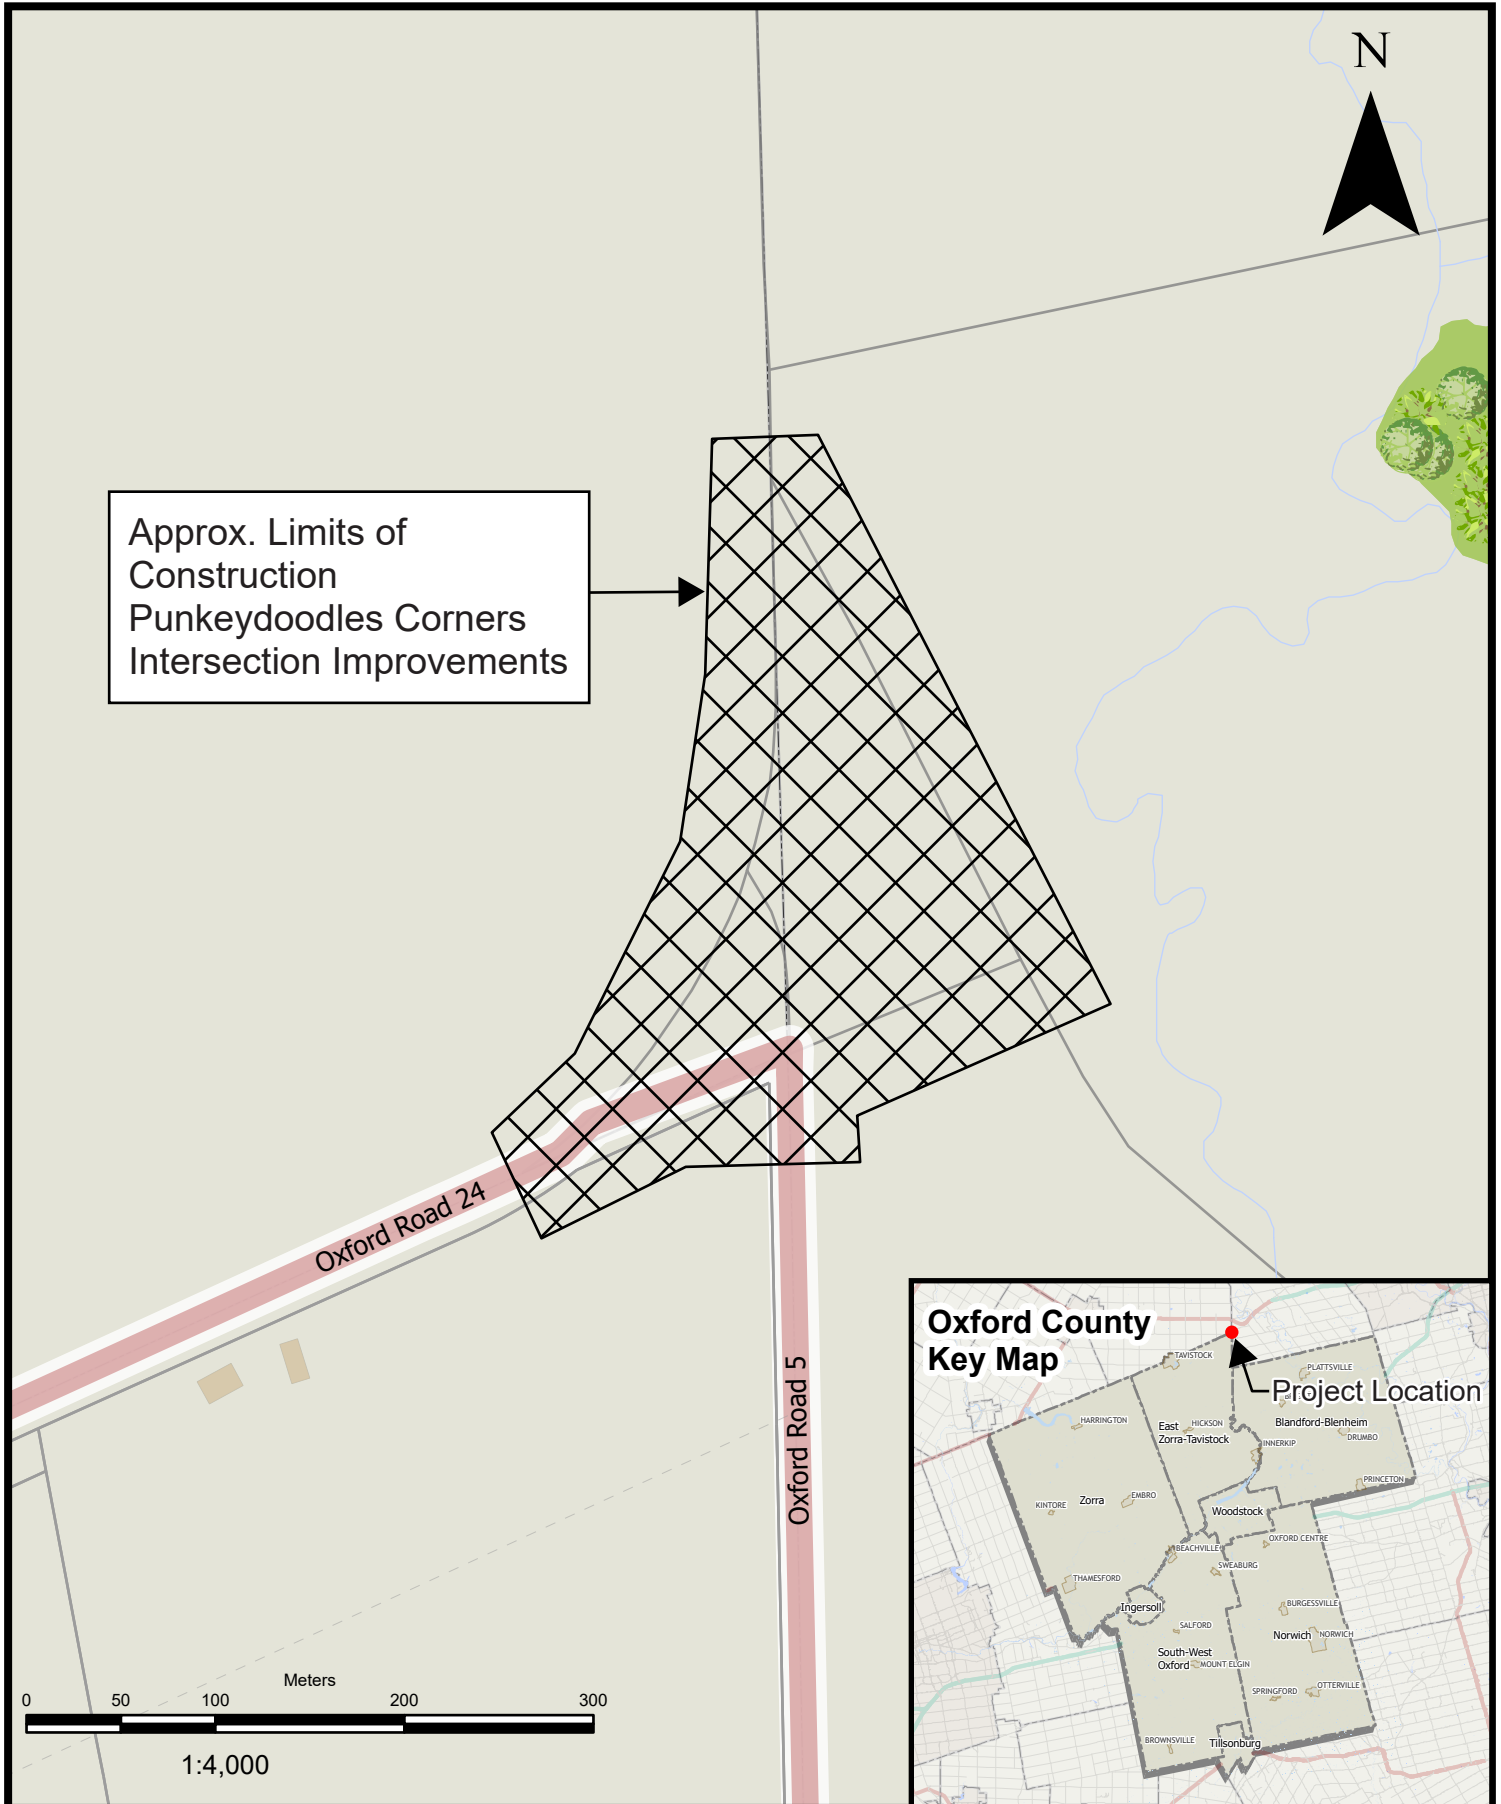 N
Approx. Limits of
Construction
Punkeydoodles Corners
Intersection Improvements
Oxford Road 24
Oxford Road 5
Meters
0 50 100 200 300
1:4,000
Oxford County
Key Map
Project Location
TAVISTOCK
PLATTSVILLE
HARRINGTON
East
Zorra-Tavistock
HICKSON
Blandford-Blenheim
DRUMBO
INNERKIP
PRINCETON
KINTORE
Zorra
EMBRO
Woodstock
OXFORD CENTRE
BEACHVILLE
SWEABURG
THAMESFORD
Ingersoll
BURGESSVILLE
SALFORD
Norwich
NORWICH
South-West
Oxford
MOUNT ELGIN
SPRINGFORD
OTTERVILLE
BROWNSVILLE
Tillsonburg